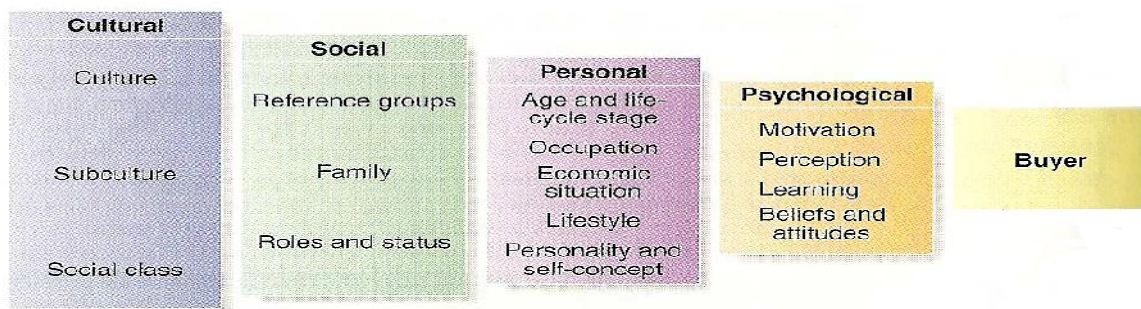 Cultural
Culture
Subculture
Social class
Social
Reference groups
Family
Roles and status
Personal
Age and life-
cycle stage
Occupation
Economic
situation
Lifestyle
Personality and
self-concept
Psychological
Motivation
Perception
Learning
Beliefs and
attitudes
Buyer